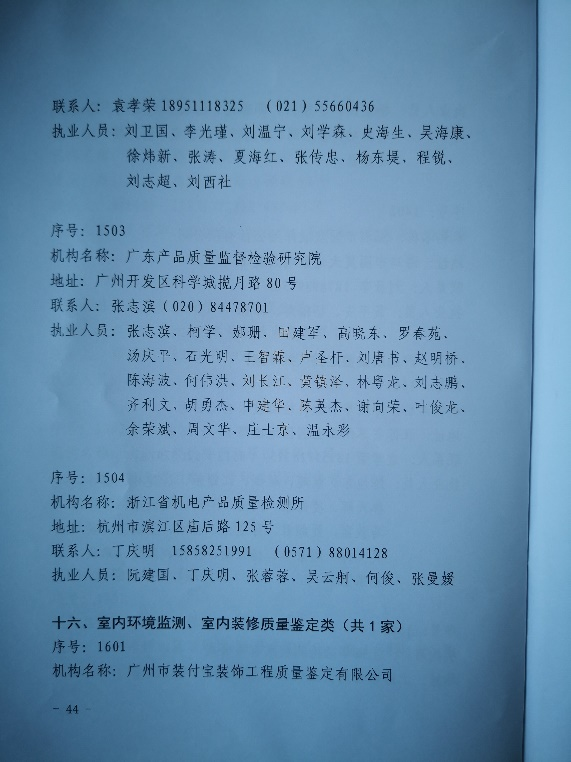 联系人：袁孝荣 18951118325 （021）55660436
执业人员：刘卫国、李光瑾、刘温宁、刘学森、史海生、吴海康、
徐炜新、张涛、夏海红、张传忠、杨东堤、程锐、
刘志超、刘西社
序号：1503
机构名称：广东产品质量监督检验研究院
地址：广州开发区科学城揽月路 80 号
联系人：张志滨（020）84478701
执业人员：张志滨、柯学、姍珊、田建军、高晓东、罗春苑、
汤庆平、石光明、王智森、卢圣杆、刘唐书、赵明桥、
陈海波、何伟洪、刘长江、黄镇泽、林粤龙、刘志鹏、
齐利文、胡勇杰、申建华、陈英杰、谢向荣、叶俊龙、
余荣斌、周文华、庄七京、温永彩
序号：1504
机构名称：浙江省机电产品质量检测所
地址：杭州市滨江区庙后路 125 号
联系人：丁庆明 15858251991 （0571）88014128
执业人员：阮建国、丁庆明、张蓉蓉、吴云舸、何俊、张曼媛
十六、室内环境监测、室内装修质量鉴定类（共 1 家）
序号：1601
机构名称：广州市装付宝装饰工程质量鉴定有限公司
- 44 -